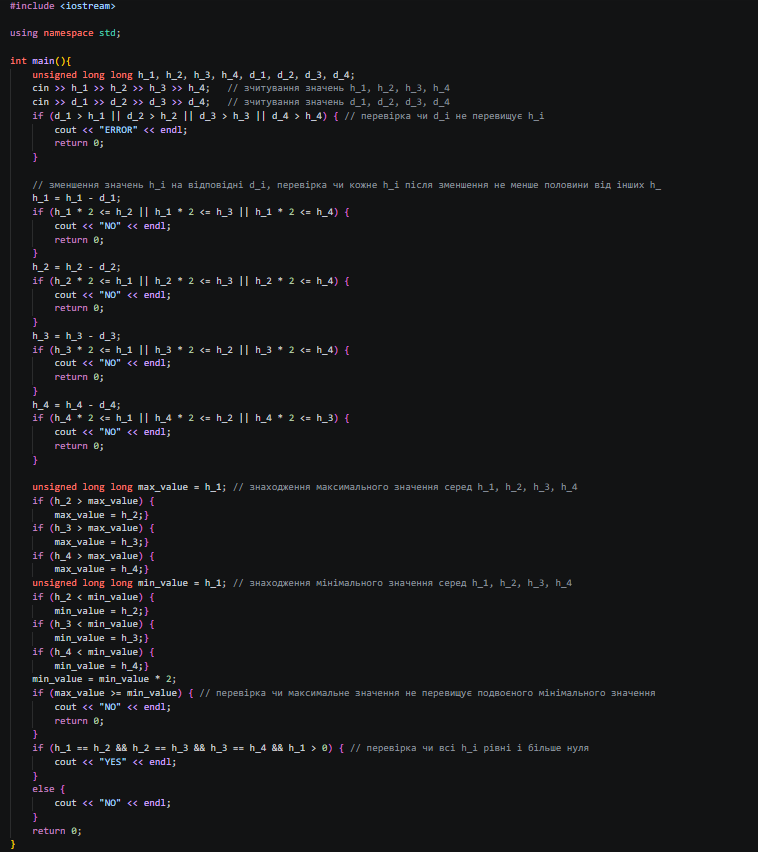 #include <iostream>
using namespace std;
int main(){
unsigned long long h_1, h_2, h_3, h_4, d_1, d_2, d_3, d_4;
cin >> h_1 >> h_2 >> h_3 >> h_4;   // зчитування значень h_1, h_2, h_3, h_4
cin >> d_1 >> d_2 >> d_3 >> d_4;   // зчитування значень d_1, d_2, d_3, d_4
if (d_1 > h_1 || d_2 > h_2 || d_3 > h_3 || d_4 > h_4) { // перевірка чи d_i не перевищує h_i
cout << "ERROR" << endl;
return 0;
}
// зменшення значень h_i на відповідні d_i, перевірка чи кожне h_i після зменшення не менше половини від інших h_
h_1 = h_1 - d_1;
if (h_1 * 2 <= h_2 || h_1 * 2 <= h_3 || h_1 * 2 <= h_4) {
cout << "NO" << endl;
return 0;
}
h_2 = h_2 - d_2;
if (h_2 * 2 <= h_1 || h_2 * 2 <= h_3 || h_2 * 2 <= h_4) {
cout << "NO" << endl;
return 0;
}
h_3 = h_3 - d_3;
if (h_3 * 2 <= h_1 || h_3 * 2 <= h_2 || h_3 * 2 <= h_4) {
cout << "NO" << endl;
return 0;
}
h_4 = h_4 - d_4;
if (h_4 * 2 <= h_1 || h_4 * 2 <= h_2 || h_4 * 2 <= h_3) {
cout << "NO" << endl;
return 0;
}
unsigned long long max_value = h_1; // знаходження максимального значення серед h_1, h_2, h_3, h_4
if (h_2 > max_value) {
max_value = h_2;}
if (h_3 > max_value) {
max_value = h_3;}
if (h_4 > max_value) {
max_value = h_4;}
unsigned long long min_value = h_1; // знаходження мінімального значення серед h_1, h_2, h_3, h_4
if (h_2 < min_value) {
min_value = h_2;}
if (h_3 < min_value) {
min_value = h_3;}
if (h_4 < min_value) {
min_value = h_4;}
min_value = min_value * 2;
if (max_value >= min_value) { // перевірка чи максимальне значення не перевищує подвоєного мінімального значення
cout << "NO" << endl;
return 0;
}
if (h_1 == h_2 && h_2 == h_3 && h_3 == h_4 && h_1 > 0) { // перевірка чи всі h_i рівні і більше нуля
cout << "YES" << endl;
}
else {
cout << "NO" << endl;
}
return 0;
}